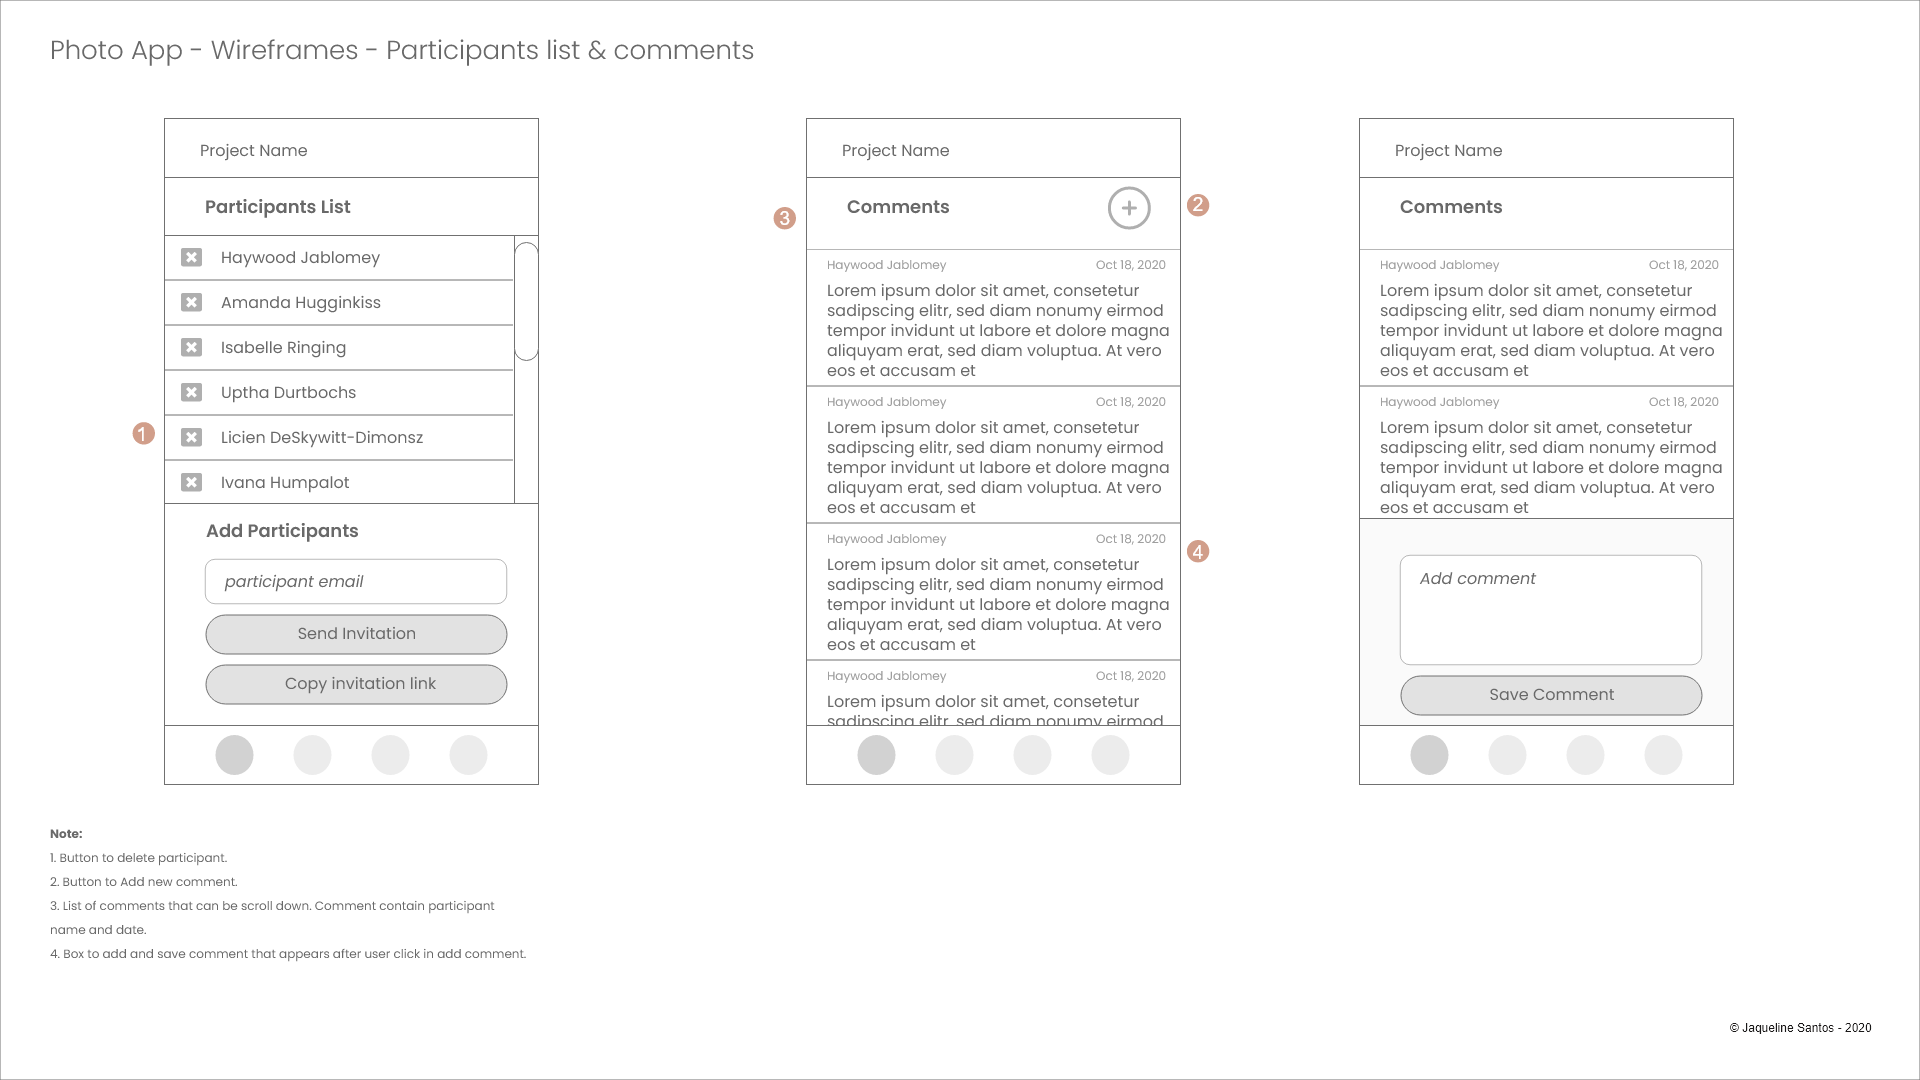 Photo App - Wireframes - Participants list & comments
Project Name
Participants List
Haywood Jablomey
Amanda Hugginkiss
Isabelle Ringing
Uptha Durtbochs
1
Licien DeSkywitt-Dimonsz
Ivana Humpalot
Add Participants
participant email
Send Invitation
Copy invitation link
Project Name
3
Comments
2
Haywood Jablomey Oct 18, 2020
Lorem ipsum dolor sit amet, consetetur
sadipscing elitr, sed diam nonumy eirmod
tempor invidunt ut labore et dolore magna
aliquyam erat, sed diam voluptua. At vero
eos et accusam et
Haywood Jablomey Oct 18, 2020
Lorem ipsum dolor sit amet, consetetur
sadipscing elitr, sed diam nonumy eirmod
tempor invidunt ut labore et dolore magna
aliquyam erat, sed diam voluptua. At vero
eos et accusam et
Haywood Jablomey Oct 18, 2020
4
Lorem ipsum dolor sit amet, consetetur
sadipscing elitr, sed diam nonumy eirmod
tempor invidunt ut labore et dolore magna
aliquyam erat, sed diam voluptua. At vero
eos et accusam et
Haywood Jablomey Oct 18, 2020
Lorem ipsum dolor sit amet, consetetur
sadipscing elitr, sed diam nonumy eirmod
Project Name
Comments
Haywood Jablomey Oct 18, 2020
Lorem ipsum dolor sit amet, consetetur
sadipscing elitr, sed diam nonumy eirmod
tempor invidunt ut labore et dolore magna
aliquyam erat, sed diam voluptua. At vero
eos et accusam et
Haywood Jablomey Oct 18, 2020
Lorem ipsum dolor sit amet, consetetur
sadipscing elitr, sed diam nonumy eirmod
tempor invidunt ut labore et dolore magna
aliquyam erat, sed diam voluptua. At vero
eos et accusam et
Add comment
Save Comment
Note:
1. Button to delete participant.
2. Button to Add new comment.
3. List of comments that can be scroll down. Comment contain participant
name and date.
4. Box to add and save comment that appears after user click in add comment.
© Jaqueline Santos - 2020